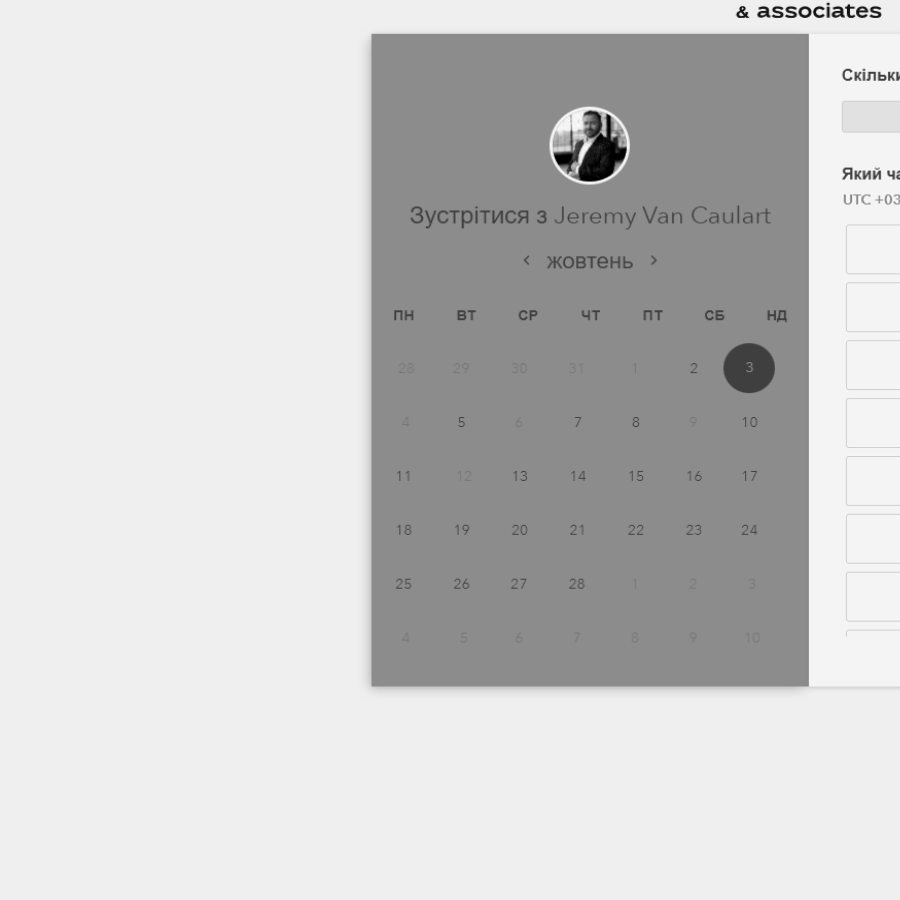 & associates
Зустрітися з Jeremy Van Caulart
< жовтень >
ПН ВТ СР ЧТ ПТ СБ НД
28 29 30 31 1 2 3
4 5 6 7 8 9 10
11 12 13 14 15 16 17
18 19 20 21 22 23 24
25 26 27 28 1 2 3
4 5 6 7 8 9 10
UTC +03